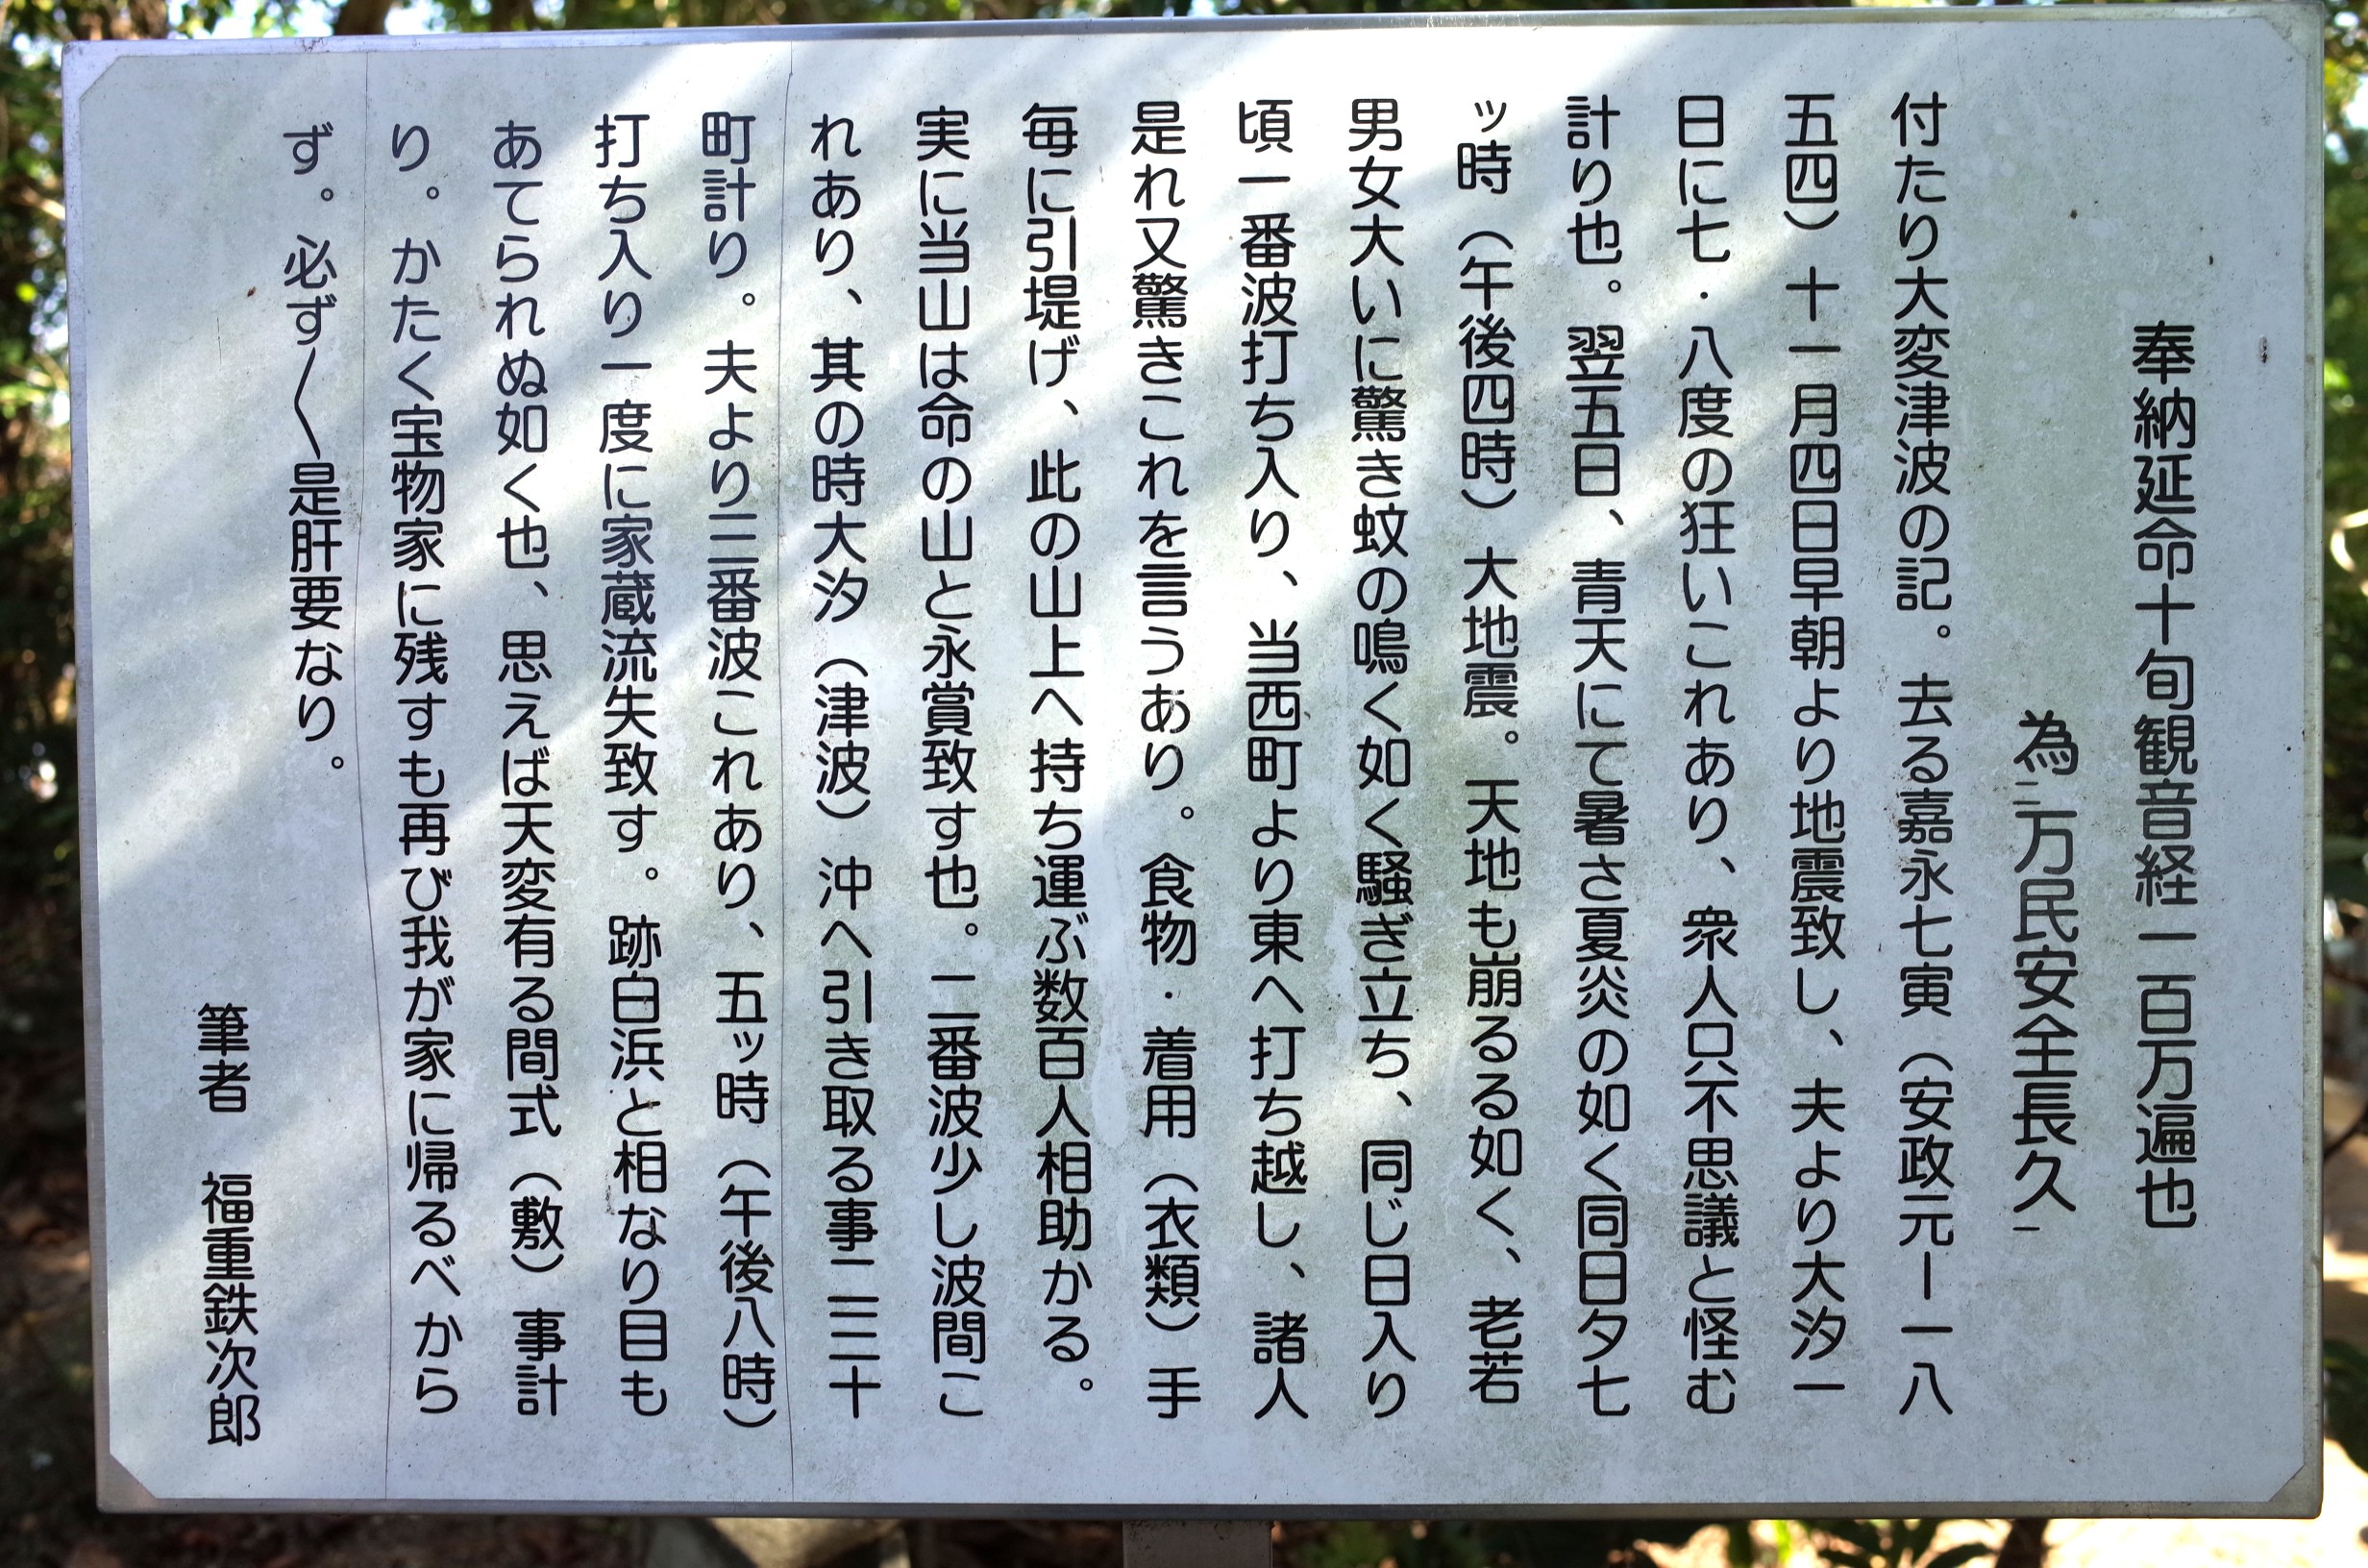 奉納延命十旬観音経一百万遍也
為二万民安全長久一
付たり大変津波の記。去る嘉永七寅（安政元ー一八
五四）十一月四日早朝より地震致し、夫より大汐一
日に七・八度の狂いこれあり、衆人只不思議と怪む
計り也。翌五日、青天にて暑さ夏炎の如く同日夕七
ッ時（午後四時）大地震。天地も崩るる如く、老若
男女大いに驚き蚊の鳴く如く騒ぎ立ち、同じ日入り
頃一番波打ち入り、当西町より東へ打ち越し、諸人
是れ又驚きこれを言うあり。食物・着用（衣類）手
毎に引堤げ、此の山上へ持ち運ぶ数百人相助かる。
実に当山は命の山と永賞致す也。二番波少し波間こ
れあり、其の時大汐（津波）沖へ引き取る事二三十
町計り。夫より三番波これあり、五ッ時（午後八時）
打ち入り一度に家蔵流失致す。跡白浜と相なり目も
あてられぬ如く也、思えば天変有る間式（敷）事計
り。かたく宝物家に残すも再び我が家に帰るべから
ず。必ず〱是肝要なり。
筆者　福重鉄次郎